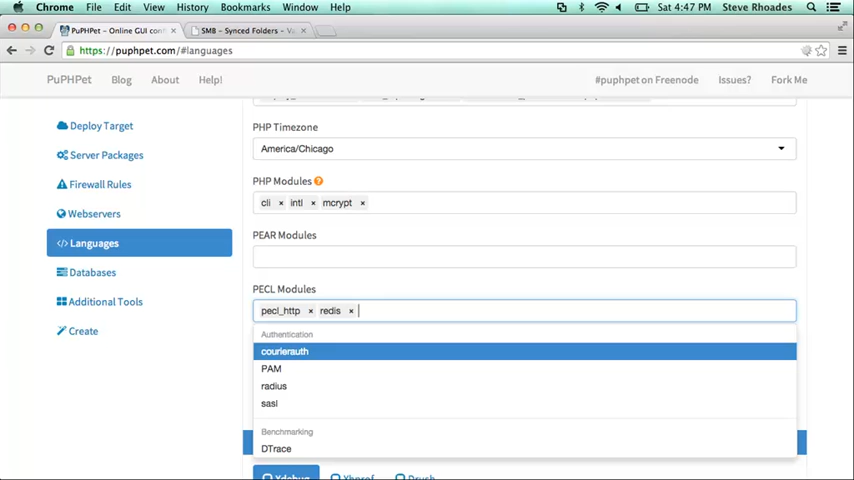 Chrome File Edit View History Bookmarks Window Help Sat 4:47 PM Steve Rhoades
PuPHPet – Online GUI con SMB – Synced Folders – Va
https://puphpet.com/#languages
PuPHPet Blog About Help! #puphpet on Freenode Issues? Fork Me
Deploy Target
Server Packages
Firewall Rules
Webservers
</> Languages
Databases
Additional Tools
Create
PHP Timezone
America/Chicago
PHP Modules ?
cli × intl × mcrypt ×
PEAR Modules
PECL Modules
pecl_http × redis ×
Authentication
courierauth
PAM
radius
sasl
Benchmarking
DTrace
Xdebug Xhprof Drush